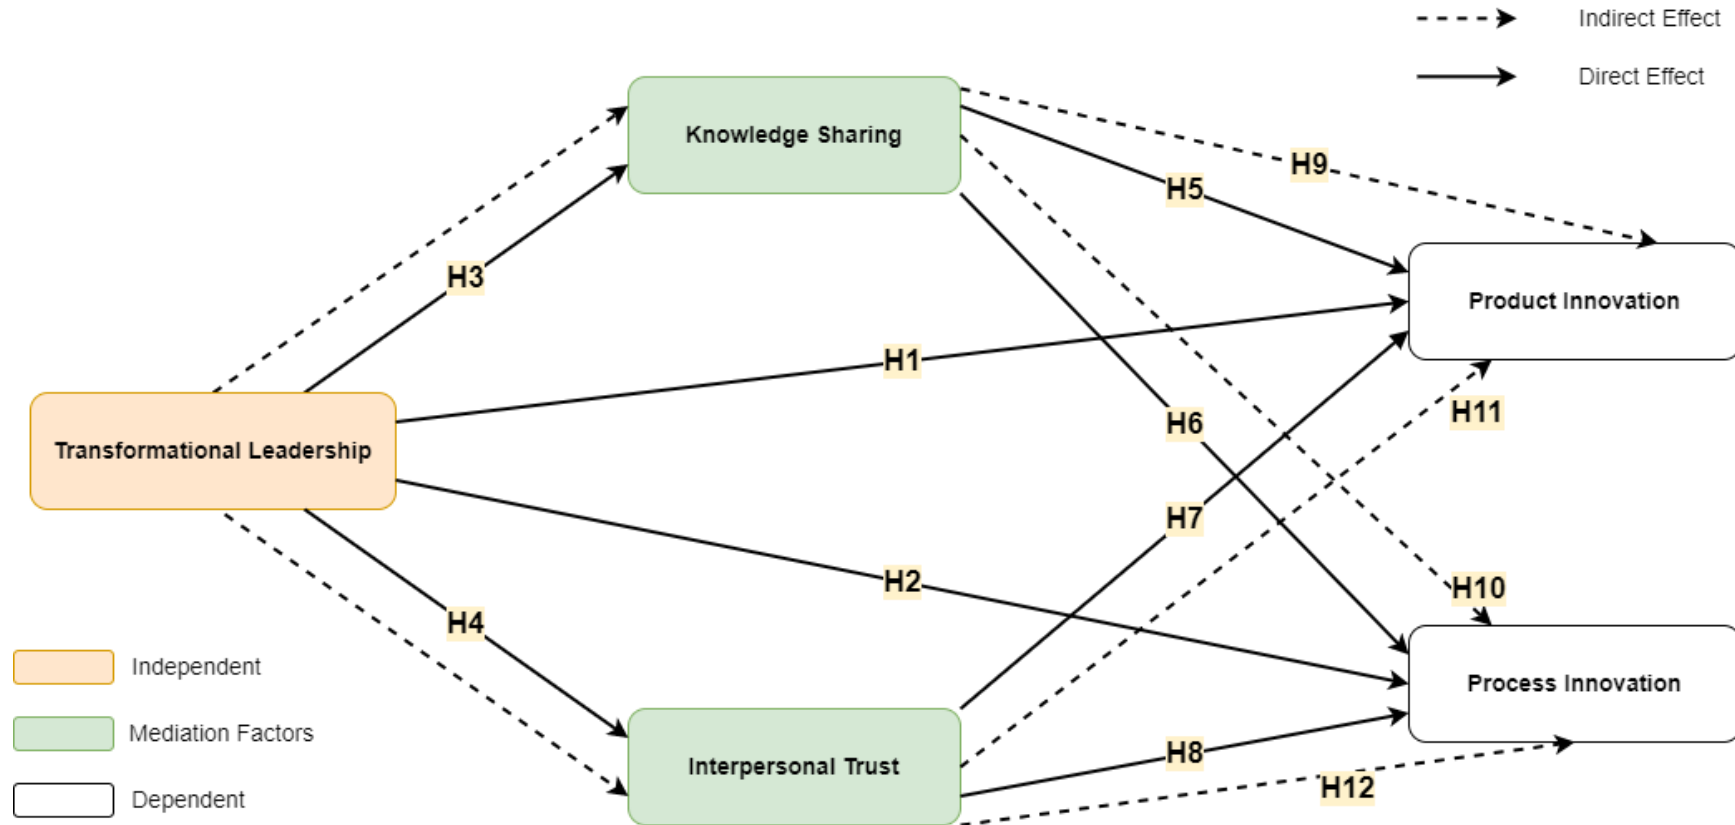 Indirect Effect
Direct Effect
Knowledge Sharing
H9
H5
H3
Product Innovation
H1
H11
H6
Transformational Leadership
H7
H2
H10
H4
Independent
Process Innovation
Mediation Factors
H8
Interpersonal Trust
H12
Dependent